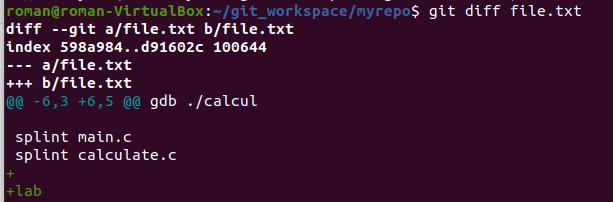 roman@roman-VirtualBox:~/git_workspace/myrepo$ git diff file.txt
diff --git a/file.txt b/file.txt
index 598a984..d91602c 100644
--- a/file.txt
+++ b/file.txt
@@ -6,3 +6,5 @@ gdb ./calcul

 splint main.c
 splint calculate.c
+
+lab